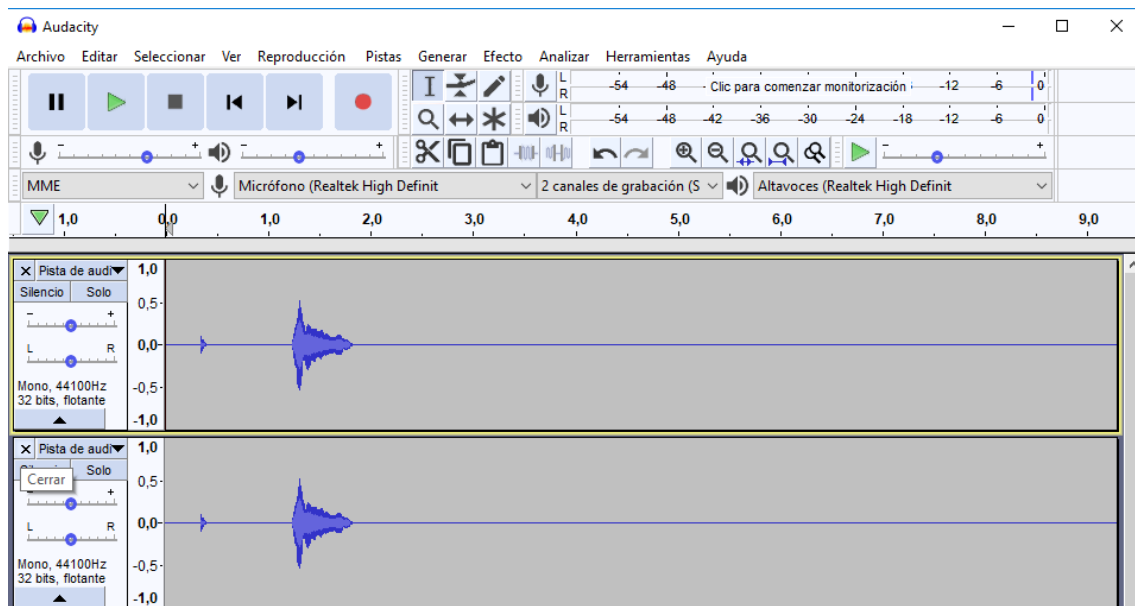 Audacity
Archivo Editar Seleccionar Ver Reproducción Pistas Generar Efecto Analizar Herramientas Ayuda
L
R
-54 -48 - Clic para comenzar monitorización -12 -6 0
L
R
-54 -48 -42 -36 -30 -24 -18 -12 -6 0
- + - + - +
MME Micrófono (Realtek High Definit 2 canales de grabación (S Altavoces (Realtek High Definit
1,0 0,0 1,0 2,0 3,0 4,0 5,0 6,0 7,0 8,0 9,0
X Pista de audi 1,0
Silencio Solo
0,5
- +
L R 0,0
Mono, 44100Hz -0,5
32 bits, flotante
-1,0
X Pista de audi 1,0
Solo
Cerrar 0,5
- +
L R 0,0
Mono, 44100Hz -0,5
32 bits, flotante
-1,0